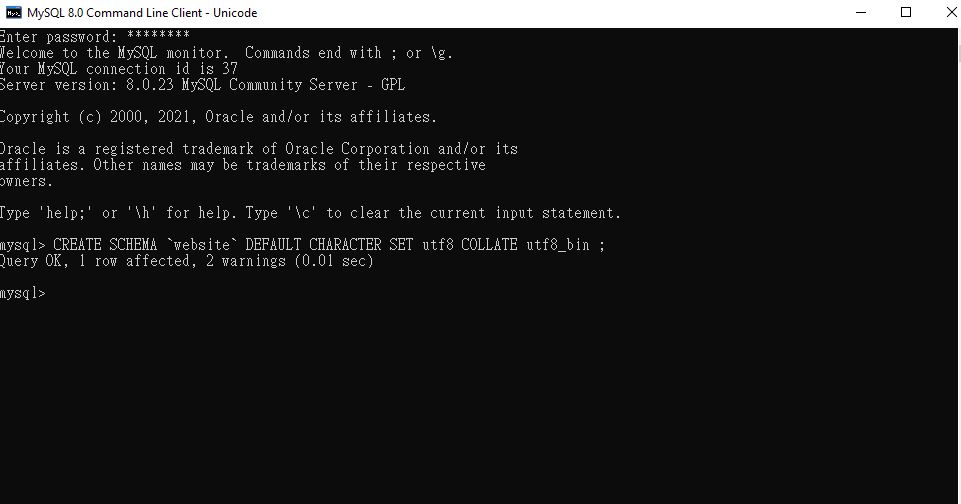 MySQL 8.0 Command Line Client - Unicode
Enter password: ********
Welcome to the MySQL monitor.  Commands end with ; or \g.
Your MySQL connection id is 37
Server version: 8.0.23 MySQL Community Server - GPL
Copyright (c) 2000, 2021, Oracle and/or its affiliates.
Oracle is a registered trademark of Oracle Corporation and/or its
affiliates. Other names may be trademarks of their respective
owners.
Type 'help;' or '\h' for help. Type '\c' to clear the current input statement.
mysql> CREATE SCHEMA `website` DEFAULT CHARACTER SET utf8 COLLATE utf8_bin ;
Query OK, 1 row affected, 2 warnings (0.01 sec)
mysql>